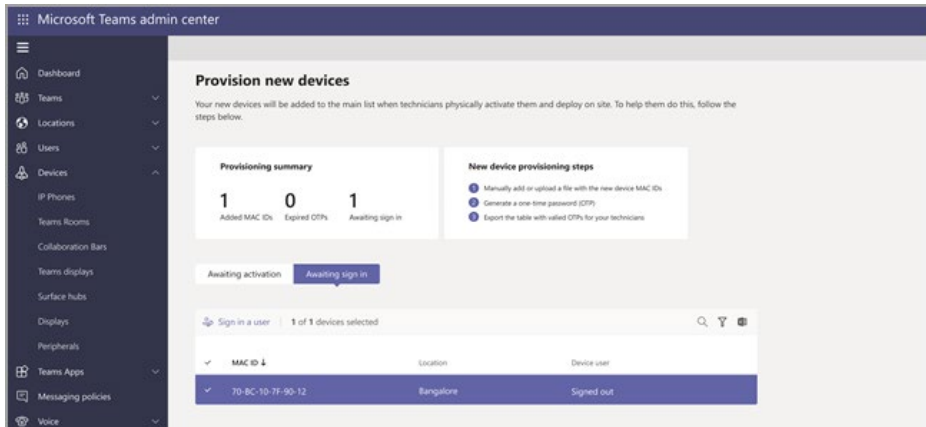 Microsoft Teams admin center
Dashboard
Teams
Locations
Users
Devices
IP Phones
Teams Rooms
Collaboration Bars
Teams displays
Surface hubs
Displays
Peripherals
Teams Apps
Messaging policies
Voice
Provision new devices
Your new devices will be added to the main list when technicians physically activate them and deploy on site. To help them do this, follow the
steps below.
Provisioning summary
1 0 1
Added MAC IDs Expired OTPs Awaiting sign in
New device provisioning steps
1 Manually add or upload a file with the new device MAC IDs
2 Generate a one-time password (OTP)
3 Export the table with valied OTPs for your technicians
Awaiting activation Awaiting sign in
Sign in a user 1 of 1 devices selected
MAC ID ↓ Location Device user
70-BC-10-7F-90-12 Bangalore Signed out